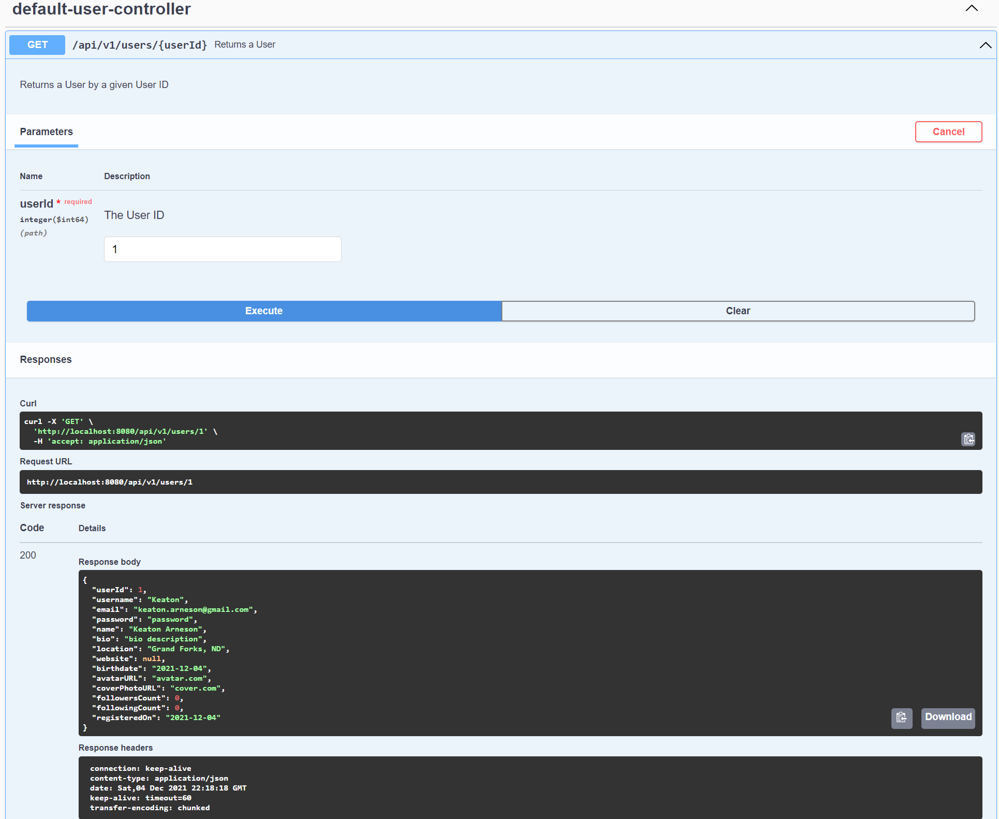 default-user-controller
GET /api/v1/users/{userId} Returns a User
Returns a User by a given User ID
Parameters
Cancel
Name Description
userId * required
integer($int64)
(path)
The User ID
1
Execute Clear
Responses
Curl
curl -X 'GET' \
  'http://localhost:8080/api/v1/users/1' \
  -H 'accept: application/json'
Request URL
http://localhost:8080/api/v1/users/1
Server response
Code Details
200
Response body
{
  "userId": 1,
  "username": "Keaton",
  "email": "keaton.arneson@gmail.com",
  "password": "password",
  "name": "Keaton Arneson",
  "bio": "bio description",
  "location": "Grand Forks, ND",
  "website": null,
  "birthdate": "2021-12-04",
  "avatarURL": "avatar.com",
  "coverPhotoURL": "cover.com",
  "followersCount": 0,
  "followingCount": 0,
  "registeredOn": "2021-12-04"
}
Download
Response headers
connection: keep-alive
content-type: application/json
date: Sat,04 Dec 2021 22:18:18 GMT
keep-alive: timeout=60
transfer-encoding: chunked